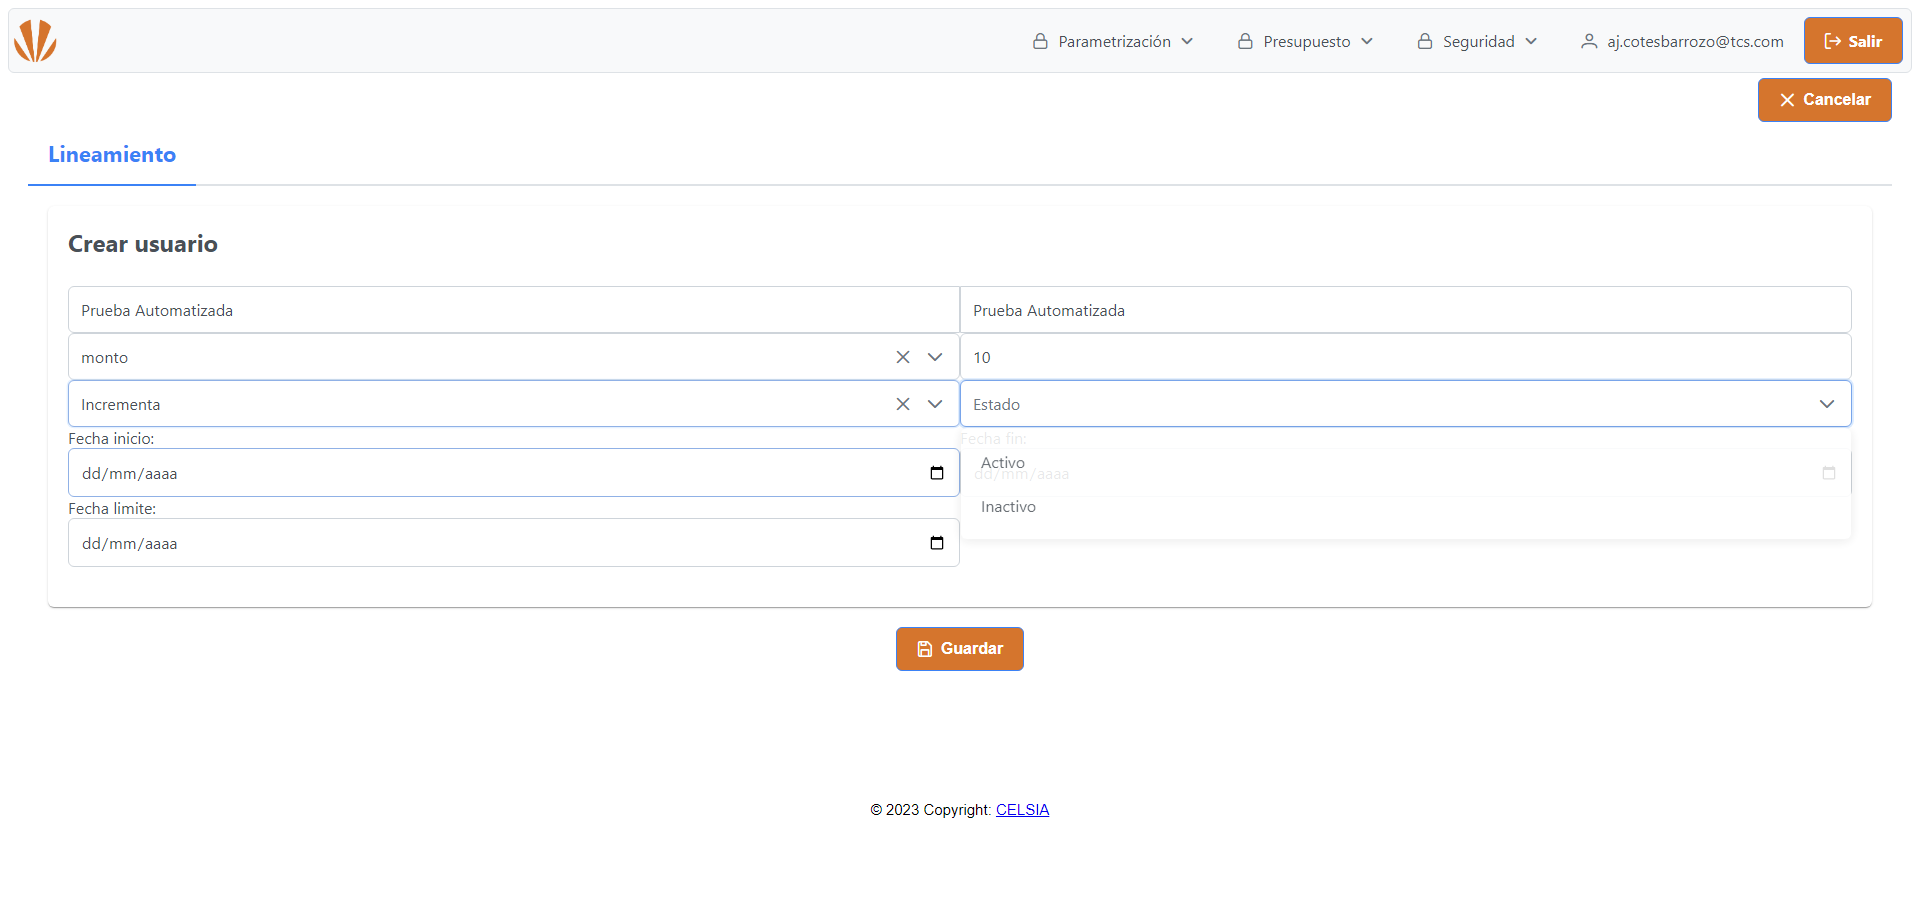 Parametrización
Presupuesto
Seguridad
aj.cotesbarrozo@tcs.com
Salir
Cancelar
Lineamiento
Crear usuario
Prueba Automatizada
Prueba Automatizada
monto
10
Incrementa
Estado
Fecha inicio:
Fecha fin:
dd/mm/aaaa
Activo
dd/mm/aaaa
Inactivo
Fecha limite:
dd/mm/aaaa
Guardar
© 2023 Copyright: CELSIA